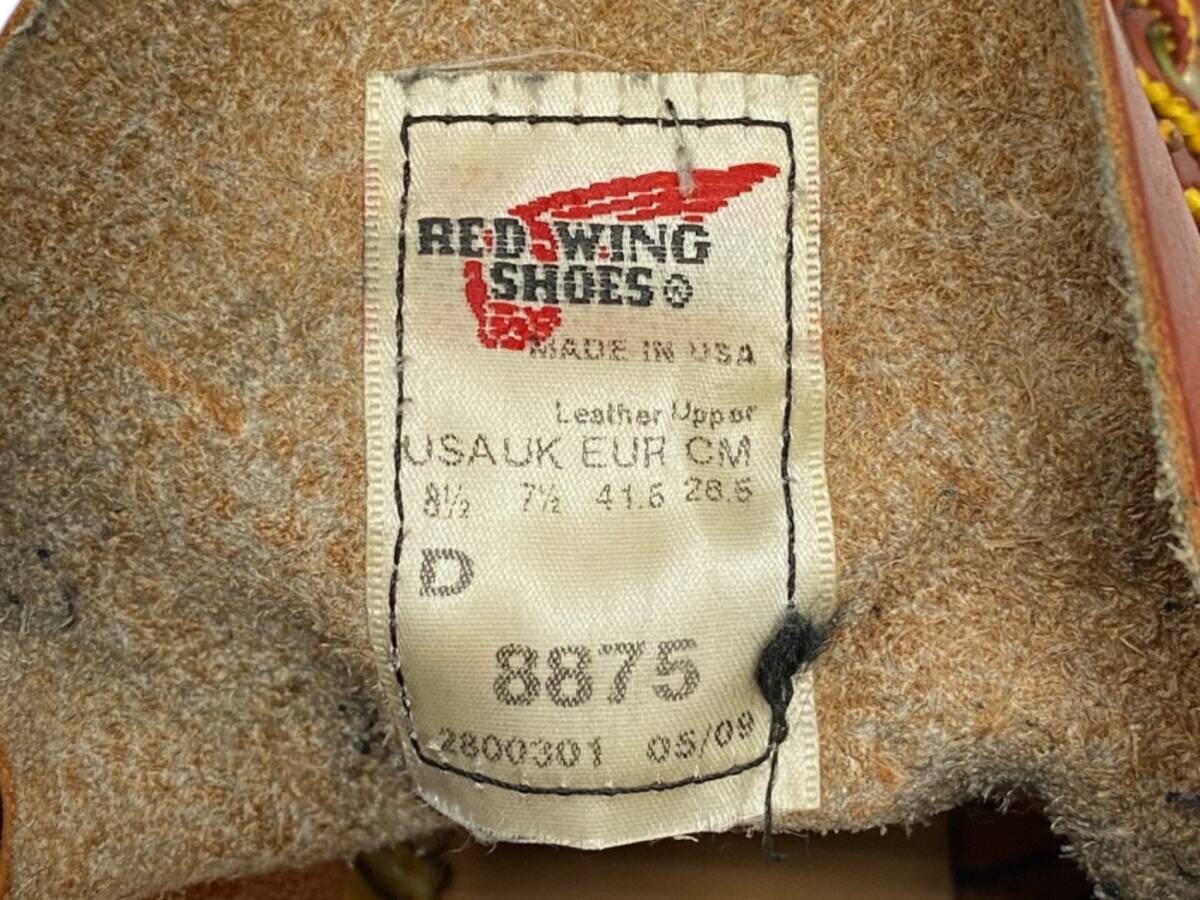 RED WING
SHOES®
MADE IN USA
Leather Upper
USA UK EUR CM
8½ 7½ 41.5 26.5
D
8875
2800301 05/09